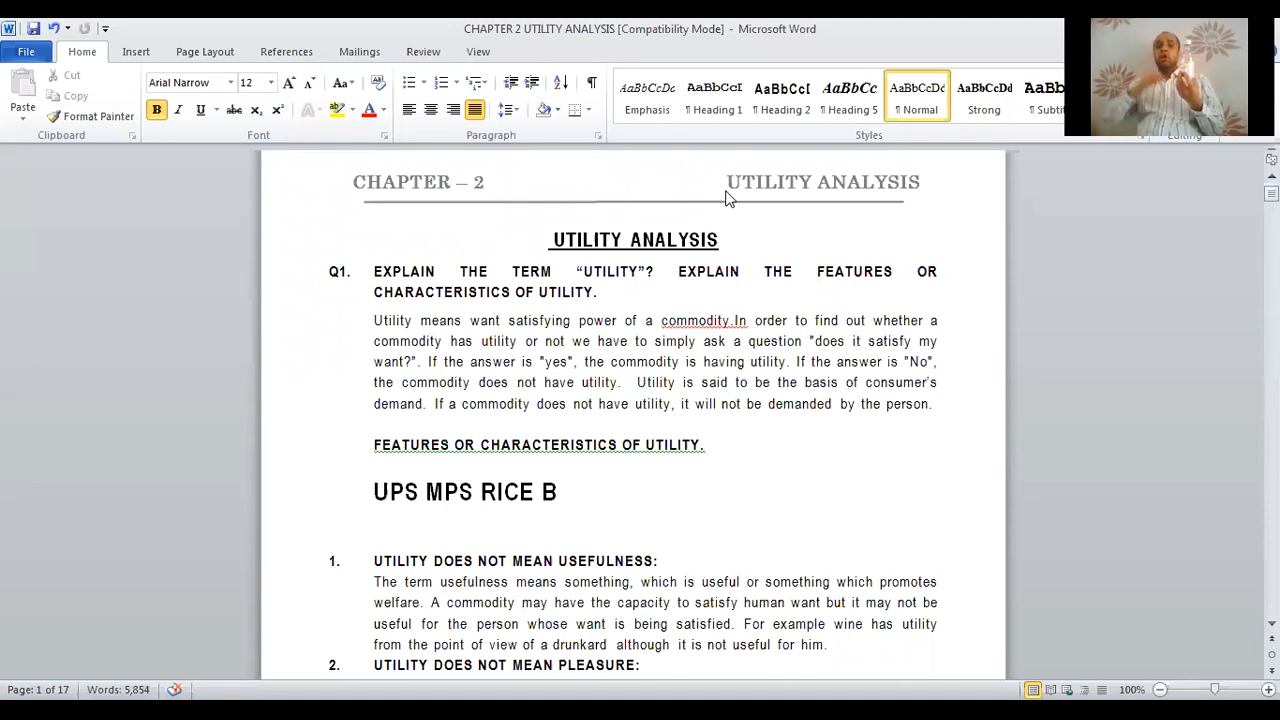 CHAPTER 2 UTILITY ANALYSIS [Compatibility Mode] - Microsoft Word
File Home Insert Page Layout References Mailings Review View
Cut
Copy
Format Painter
Paste
Clipboard
Arial Narrow 12
Font
Paragraph
AaBbCcDc Emphasis
AaBbCcI ¶ Heading 1
AaBbCcI ¶ Heading 2
AaBbCc ¶ Heading 5
AaBbCcDc ¶ Normal
AaBbCcDc Strong
AaBb ¶ Subtit
Styles
CHAPTER – 2 UTILITY ANALYSIS
UTILITY ANALYSIS
Q1. EXPLAIN THE TERM “UTILITY”? EXPLAIN THE FEATURES OR
CHARACTERISTICS OF UTILITY.
Utility means want satisfying power of a commodity.In order to find out whether a
commodity has utility or not we have to simply ask a question "does it satisfy my
want?". If the answer is "yes", the commodity is having utility. If the answer is "No",
the commodity does not have utility. Utility is said to be the basis of consumer's
demand. If a commodity does not have utility, it will not be demanded by the person.
FEATURES OR CHARACTERISTICS OF UTILITY.
UPS MPS RICE B
1. UTILITY DOES NOT MEAN USEFULNESS:
The term usefulness means something, which is useful or something which promotes
welfare. A commodity may have the capacity to satisfy human want but it may not be
useful for the person whose want is being satisfied. For example wine has utility
from the point of view of a drunkard although it is not useful for him.
2. UTILITY DOES NOT MEAN PLEASURE:
Page: 1 of 17 Words: 5,854 100%